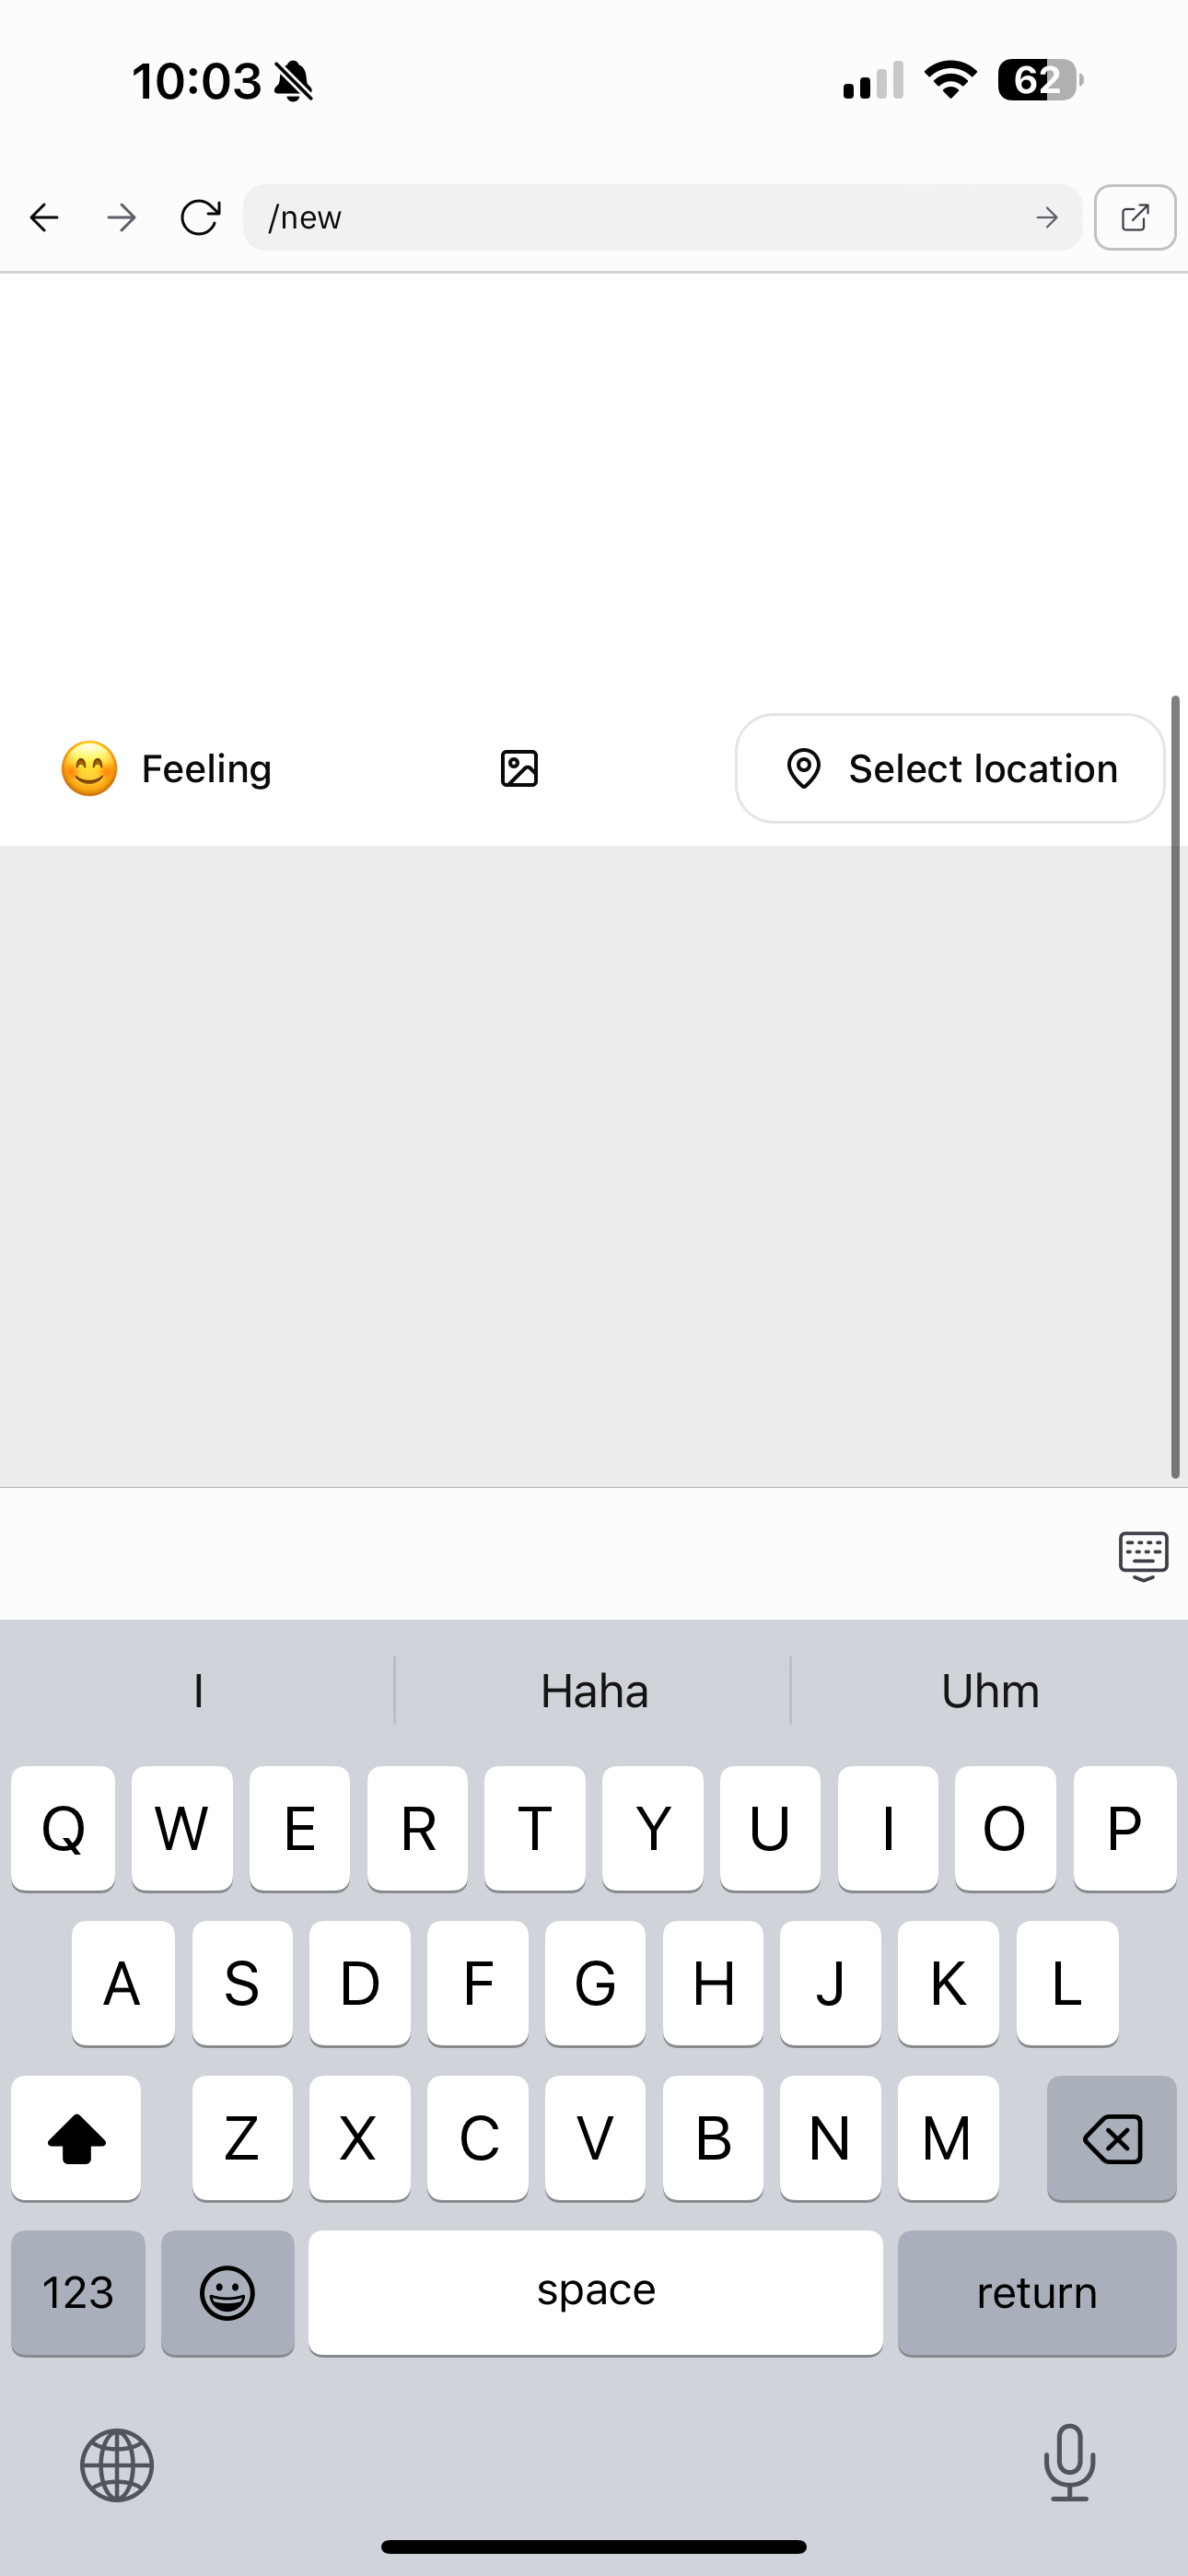 10:03
62
/new
Feeling
Select location
I Haha Uhm
Q W E R T Y U I O P
A S D F G H J K L
Z X C V B N M
123 space return